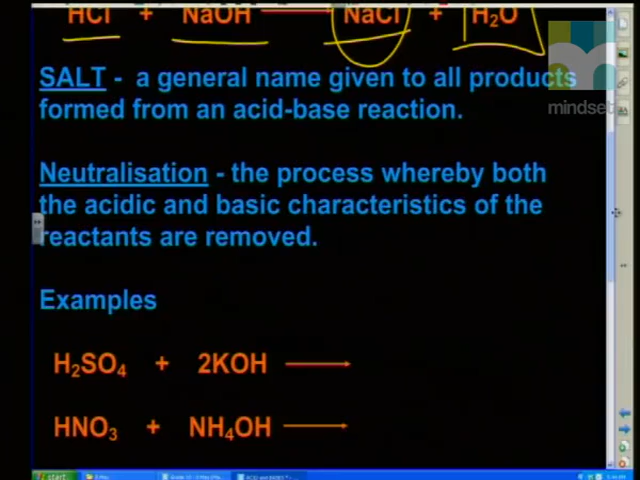 HCl + NaOH NaCl + H₂O
SALT - a general name given to all products
formed from an acid-base reaction.
mindset
Neutralisation - the process whereby both
the acidic and basic characteristics of the
reactants are removed.
Examples
H₂SO₄ + 2KOH
HNO₃ + NH₄OH
start